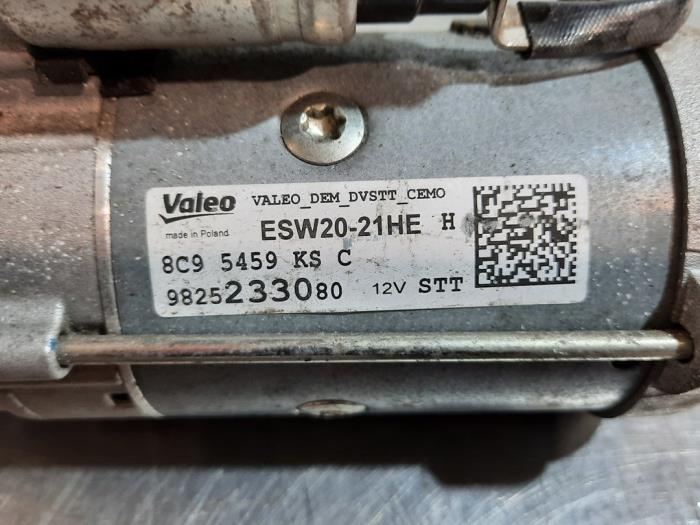 Valeo VALEO_DEM_DVSTT_CEMO
made in Poland ESW20-21HE H
8C9 5459 KS C
9825233080 12V STT